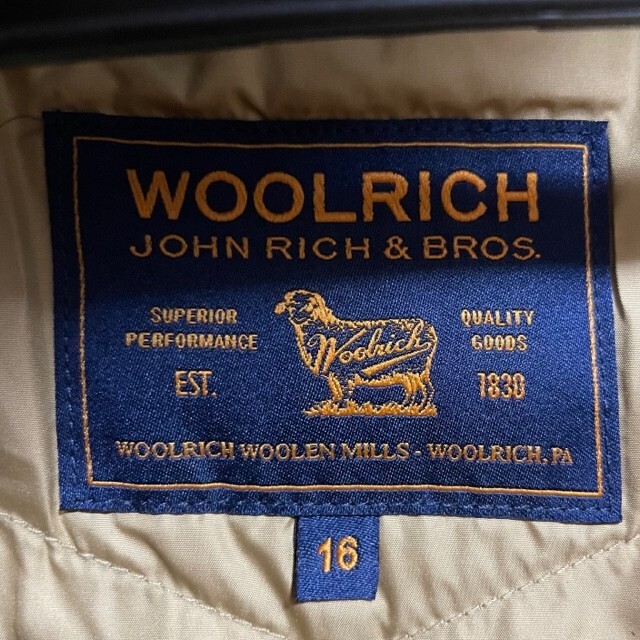 WOOLRICH
JOHN RICH & BROS.
SUPERIOR
PERFORMANCE
EST.
Woolrich
QUALITY
GOODS
1830
WOOLRICH WOOLEN MILLS - WOOLRICH, PA
16